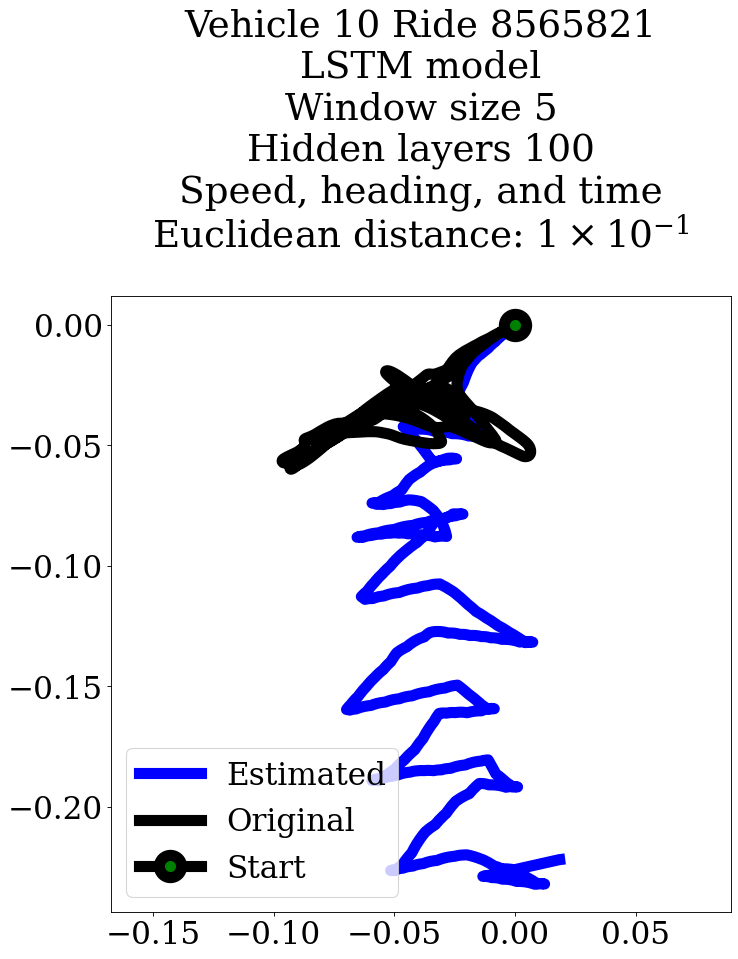 Vehicle 10 Ride 8565821
LSTM model
Window size 5
Hidden layers 100
Speed, heading, and time
Euclidean distance: 1 × 10⁻¹
0.00
−0.05
−0.10
−0.15
−0.20
Estimated
Original
Start
−0.15 −0.10 −0.05 0.00 0.05